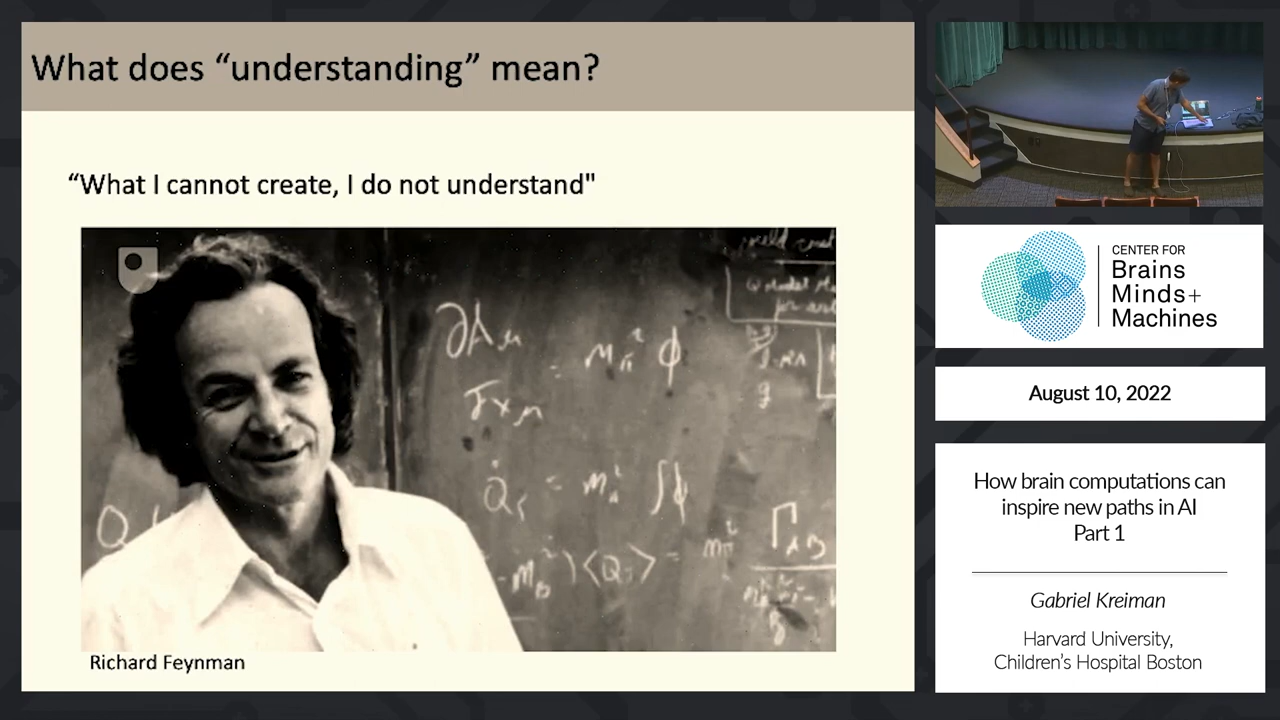 What does “understanding” mean?
“What I cannot create, I do not understand"
Richard Feynman
CENTER FOR
Brains
Minds+
Machines
August 10, 2022
How brain computations can
inspire new paths in AI
Part 1
Gabriel Kreiman
Harvard University,
Children’s Hospital Boston